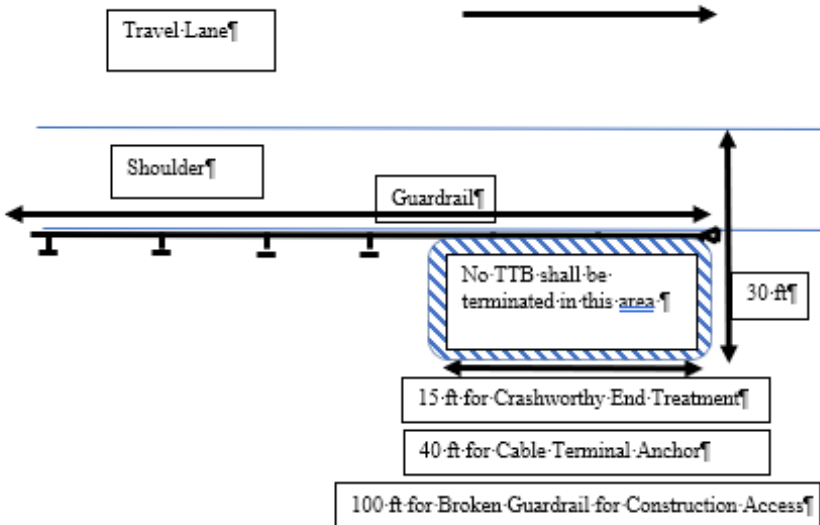 Travel·Lane¶
Shoulder¶
Guardrail¶
No·TTB·shall·be·
terminated·in·this·area·¶
30·ft¶
15·ft·for·Crashworthy·End·Treatment¶
40·ft·for·Cable·Terminal·Anchor¶
100·ft·for·Broken·Guardrail·for·Construction·Access¶